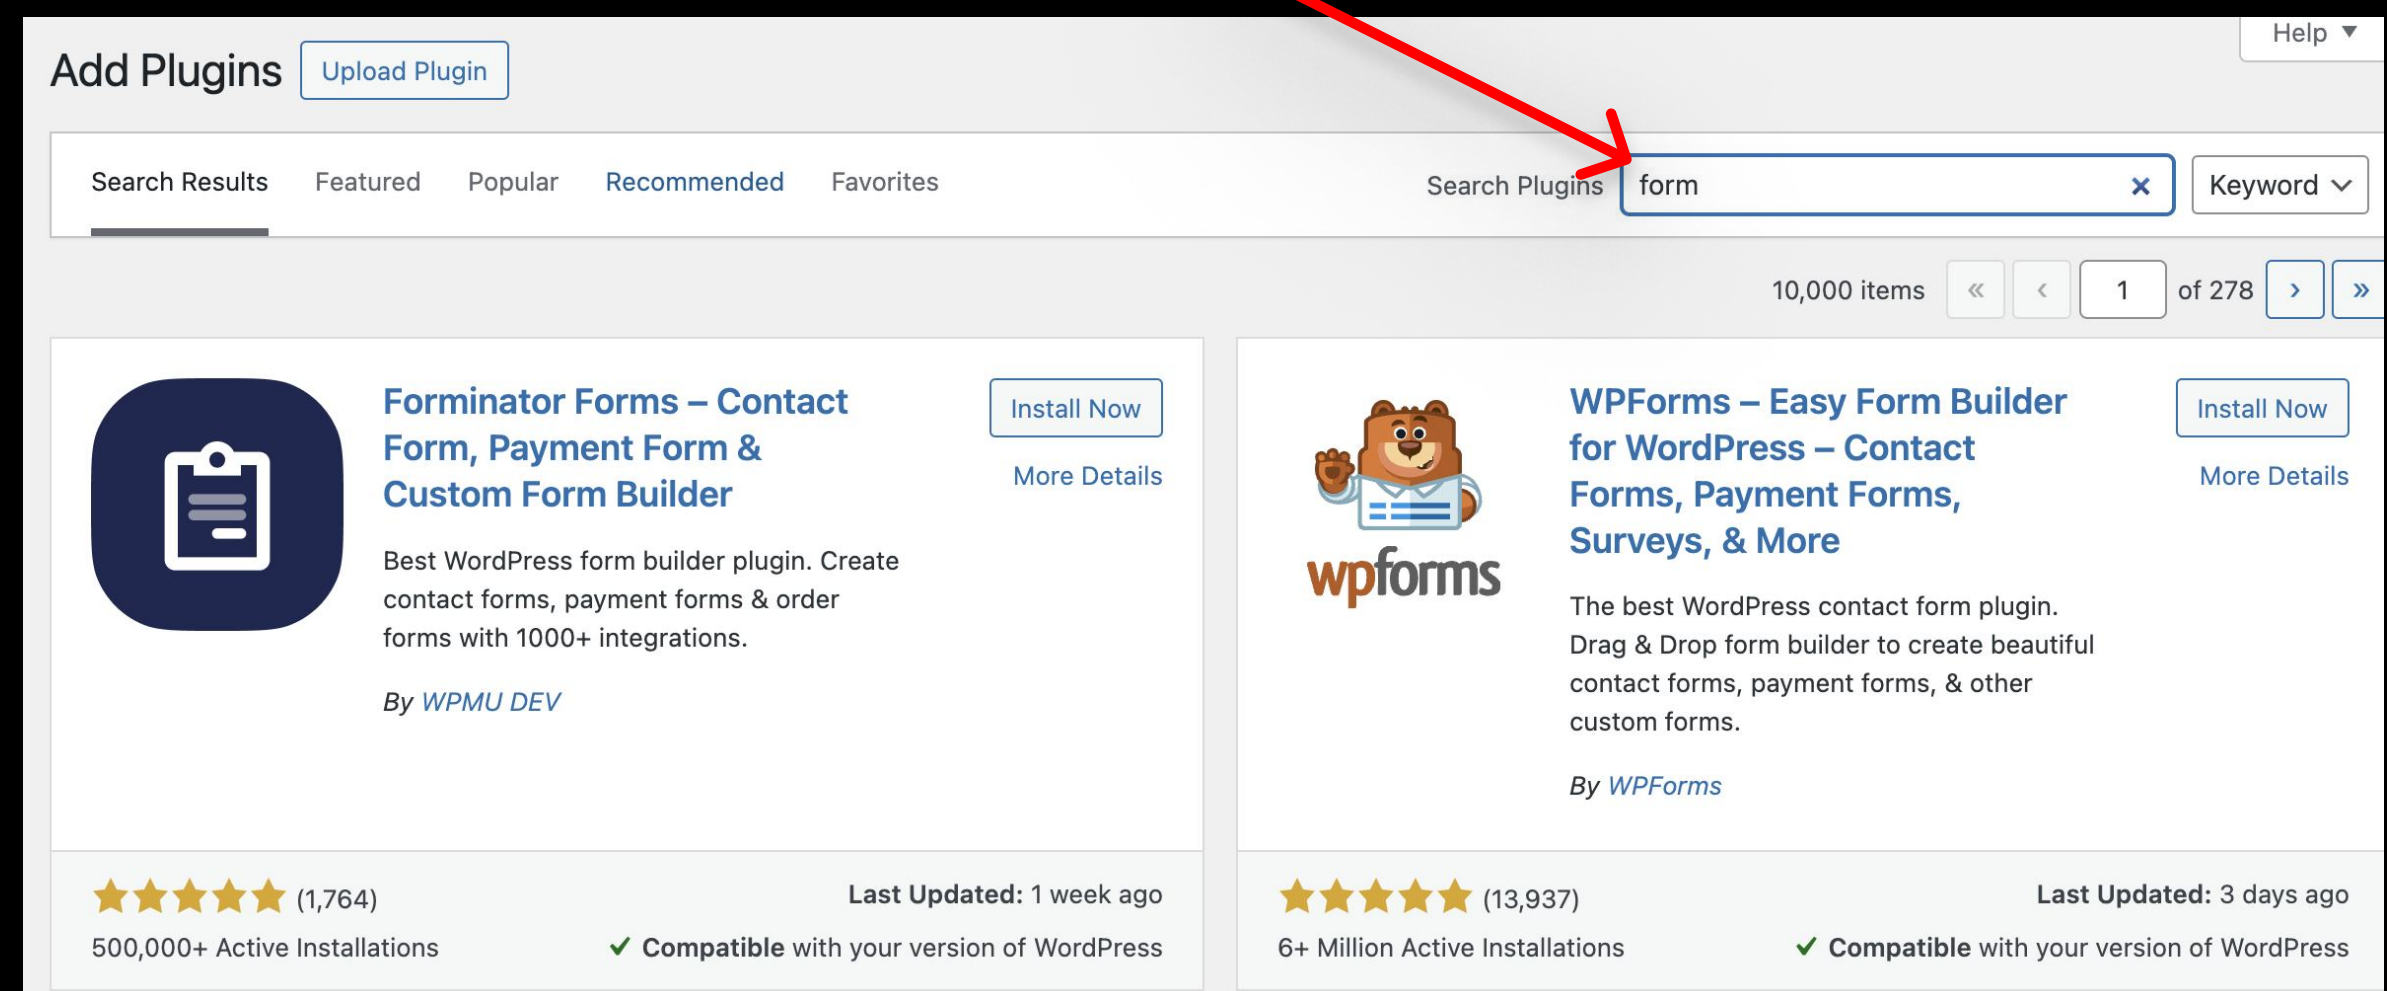 Help ▼
Add Plugins Upload Plugin
Search Results Featured Popular Recommended Favorites Search Plugins form × Keyword
10,000 items « ‹ 1 of 278 › »
Forminator Forms – Contact
Form, Payment Form &
Custom Form Builder
Install Now
More Details
Best WordPress form builder plugin. Create
contact forms, payment forms & order
forms with 1000+ integrations.
By WPMU DEV
(1,764)
Last Updated: 1 week ago
500,000+ Active Installations
✔ Compatible with your version of WordPress
wpforms
WPForms – Easy Form Builder
for WordPress – Contact
Forms, Payment Forms,
Surveys, & More
Install Now
More Details
The best WordPress contact form plugin.
Drag & Drop form builder to create beautiful
contact forms, payment forms, & other
custom forms.
By WPForms
(13,937)
Last Updated: 3 days ago
6+ Million Active Installations
✔ Compatible with your version of WordPress